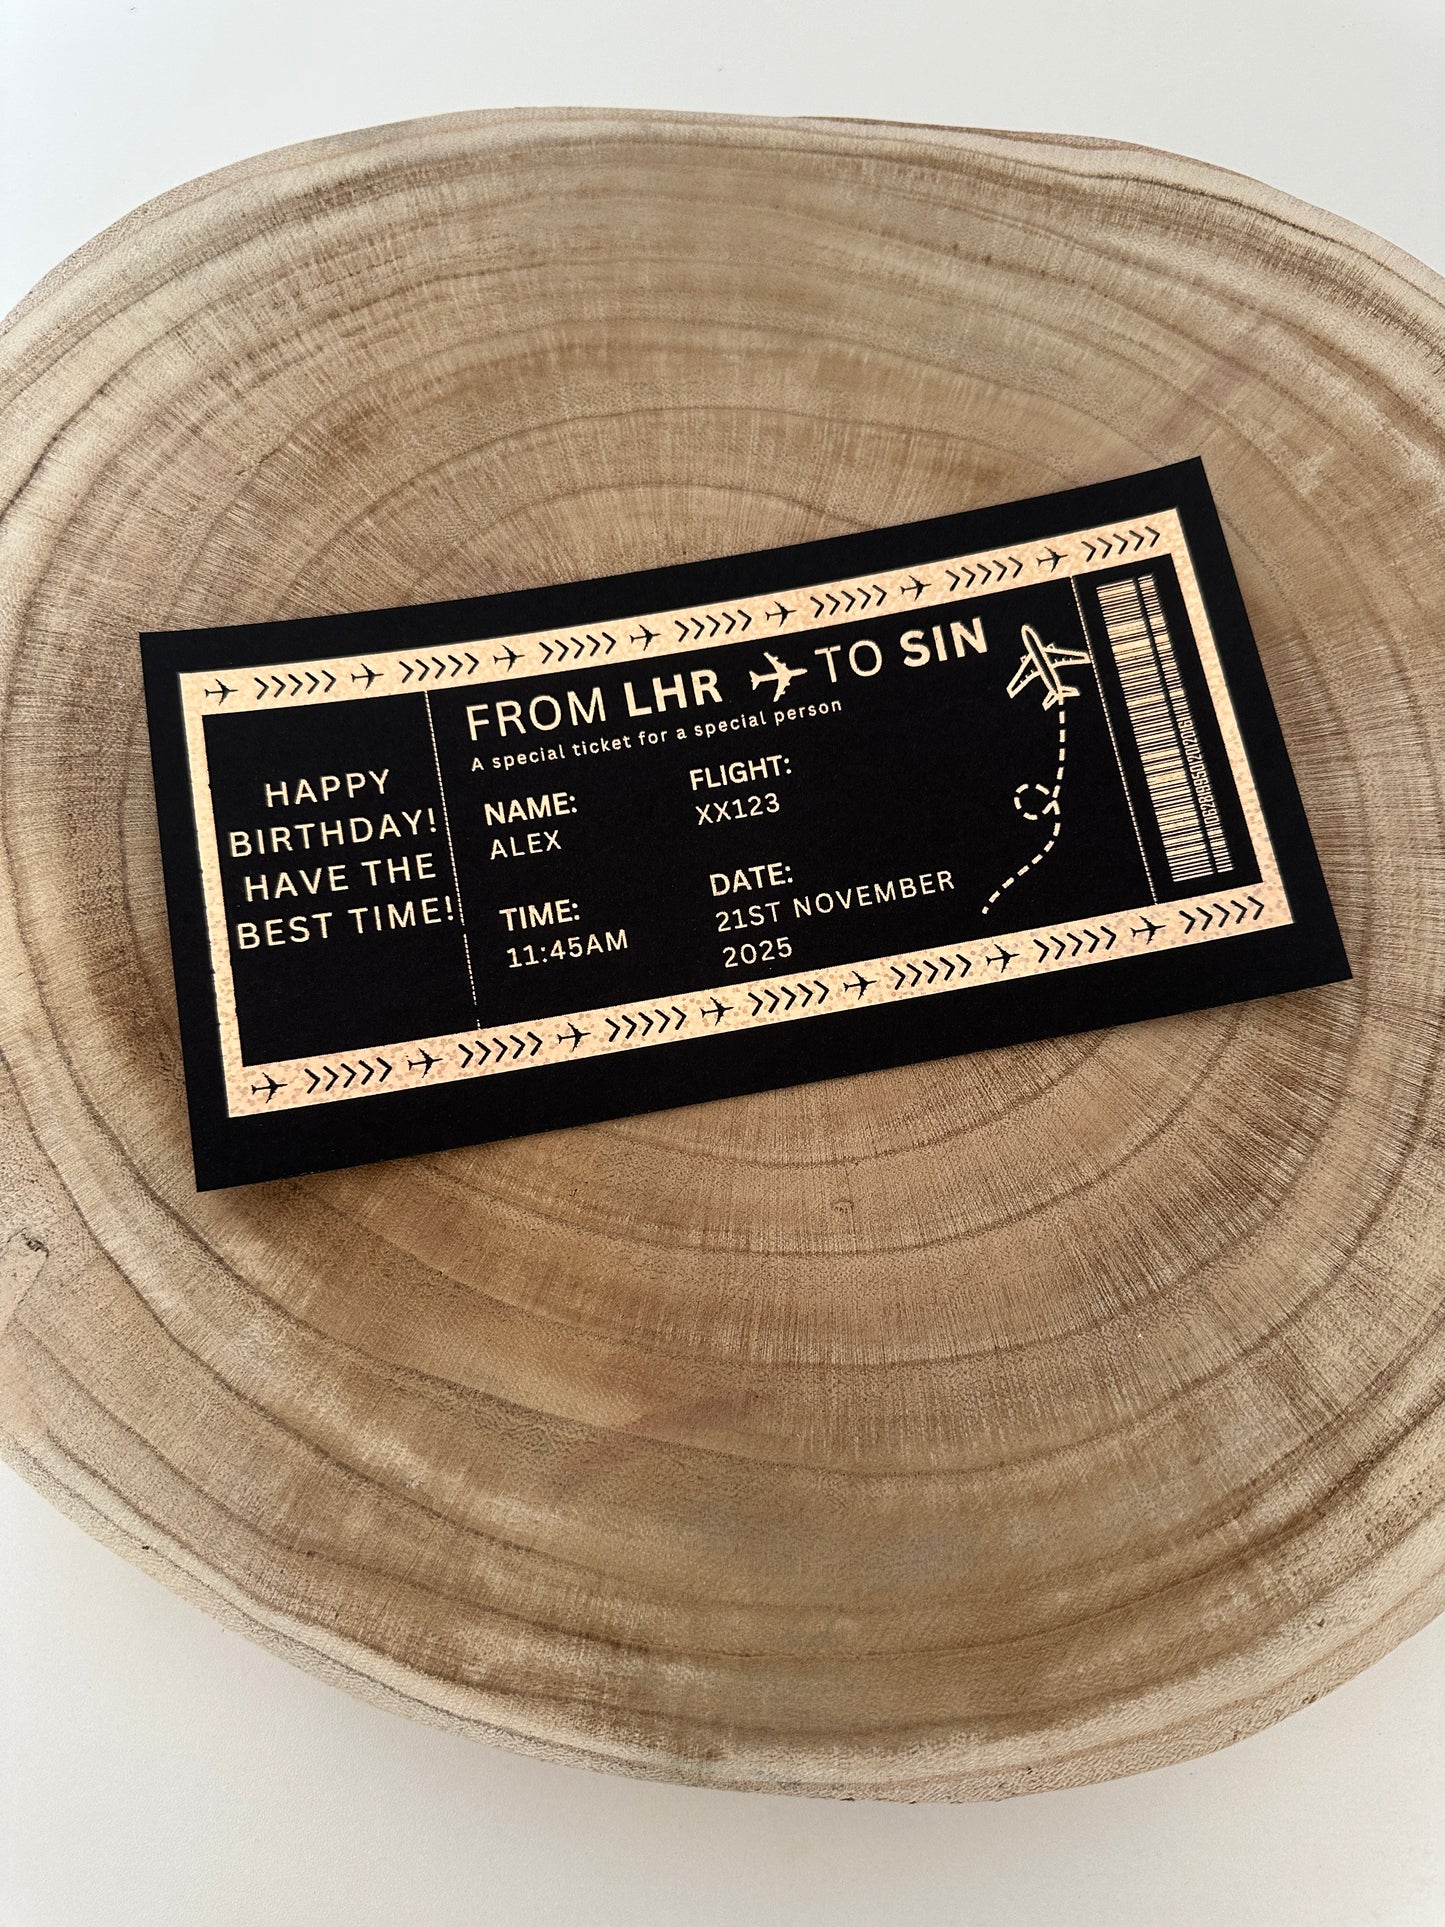 HAPPY
BIRTHDAY!
HAVE THE
BEST TIME!
FROM LHR TO SIN
A special ticket for a special person
NAME:
ALEX
FLIGHT:
XX123
TIME:
11:45AM
DATE:
21ST NOVEMBER
2025